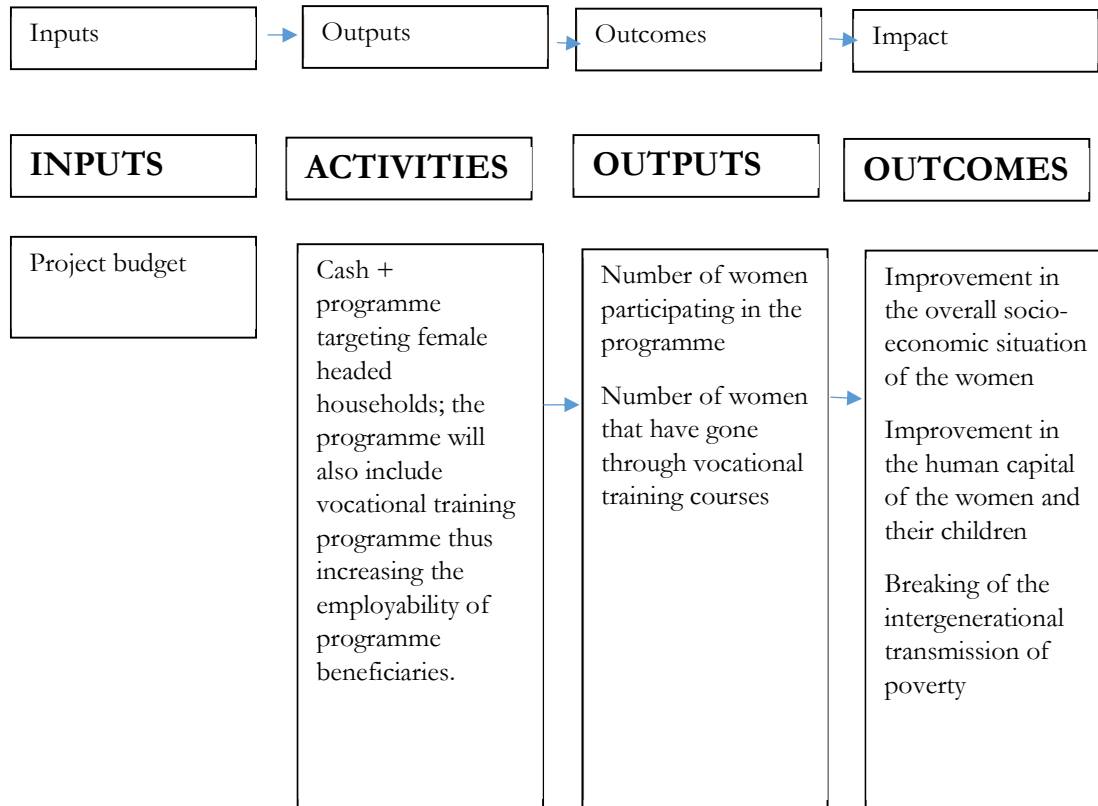 Inputs
Outputs
Outcomes
Impact
INPUTS
ACTIVITIES
OUTPUTS
OUTCOMES
Project budget
Cash +
programme
targeting female
headed
households; the
programme will
also include
vocational training
programme thus
increasing the
employability of
programme
beneficiaries.
Number of women
participating in the
programme
Number of women
that have gone
through vocational
training courses
Improvement in
the overall socio-
economic situation
of the women
Improvement in
the human capital
of the women and
their children
Breaking of the
intergenerational
transmission of
poverty